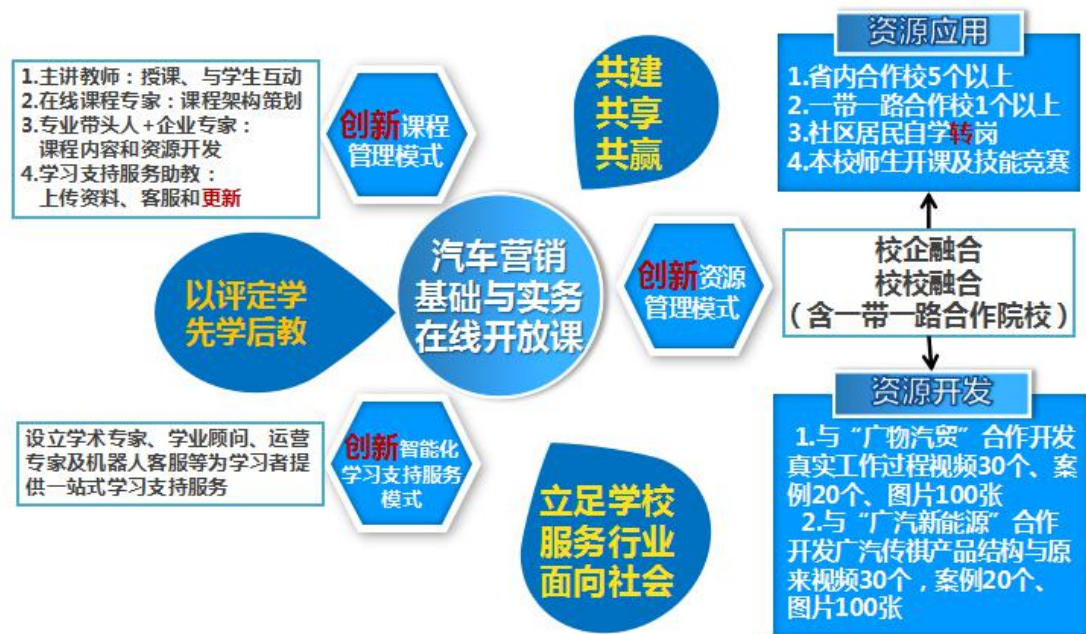 1.主讲教师：授课、与学生互动
2.在线课程专家：课程架构策划
3.专业带头人+企业专家：
课程内容和资源开发
4.学习支持服务助教：
上传资料、客服和更新
创新课程
管理模式
共建
共享
共赢
资源应用
1.省内合作校5个以上
2.一带一路合作校1个以上
3.社区居民自学转岗
4.本校师生开课及技能竞赛
以评定学
先学后教
汽车营销
基础与实务
在线开放课
创新资源
管理模式
校企融合
校校融合
（含一带一路合作院校）
设立学术专家、学业顾问、运营
专家及机器人客服等为学习者提
供一站式学习支持服务
创新智能化
学习支持服务
模式
立足学校
服务行业
面向社会
资源开发
1.与“广物汽贸”合作开发
真实工作过程视频30个、案
例20个、图片100张
2.与“广汽新能源”合作
开发广汽传祺产品结构与原
来视频30个，案例20个、
图片100张